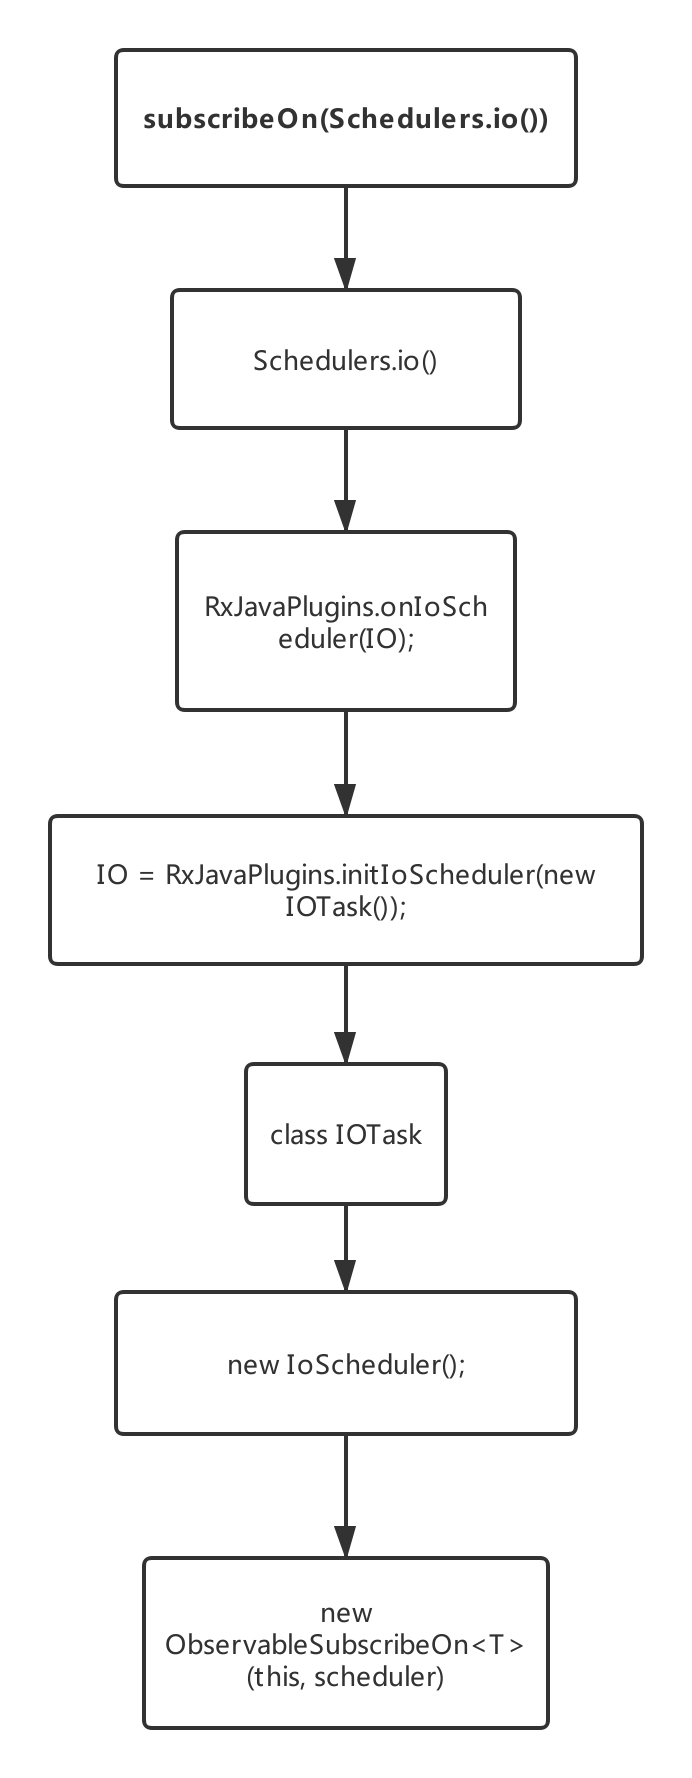 subscribeOn(Schedulers.io())
Schedulers.io()
RxJavaPlugins.onIoSch
eduler(IO);
IO = RxJavaPlugins.initIoScheduler(new
IOTask());
class IOTask
new IoScheduler();
new
ObservableSubscribeOn<T>
(this, scheduler)